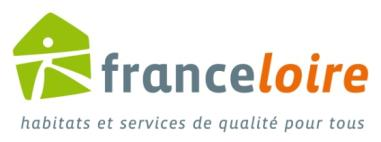 franceloire
habitats et services de qualité pour tous